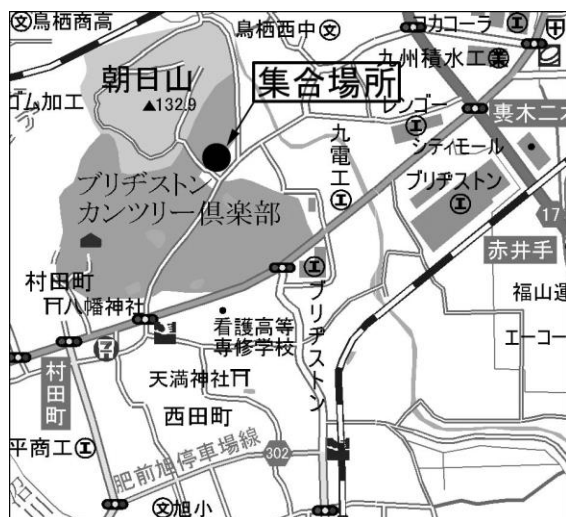 鳥栖商高
鳥栖西中
コカコーラ
九州積水工業
朝日山
集合場所
ゴム加工
▲132.9
レンゴー
シティモール
九電工
ブリヂストン
ブリヂストン
カンツリー倶楽部
17
赤井手
村田町
八幡神社
福山運
看護高等
専修学校
ブリヂストン
エーコー
天満神社
村田町
西田町
平商工
肥前旭停車場線
302
旭小